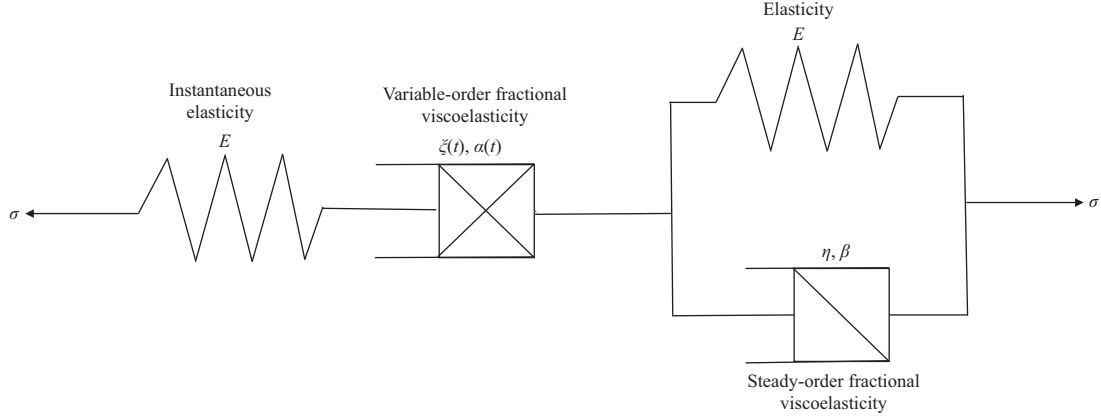 Elasticity
E
Instantaneous
elasticity
E
Variable-order fractional
viscoelasticity
ξ(t), α(t)
σ
σ
η, β
Steady-order fractional
viscoelasticity